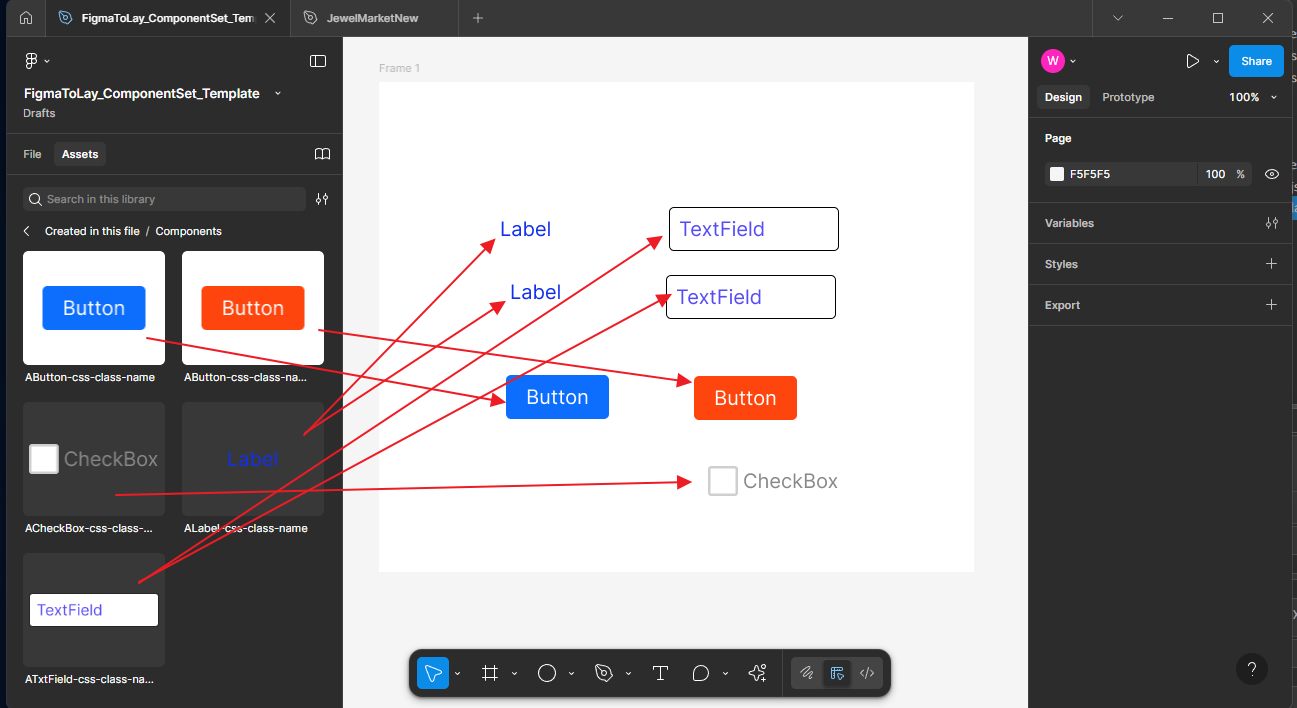 FigmaToLay_ComponentSet_Tem
JewelMarketNew
FigmaToLay_ComponentSet_Template
Drafts
File
Assets
Search in this library
Created in this file / Components
Button
Button
AButton-css-class-name
AButton-css-class-na...
CheckBox
Label
ACheckBox-css-class-...
ALabel-css-class-name
TextField
ATxtField-css-class-na...
Frame 1
Label
TextField
Label
TextField
Button
Button
CheckBox
W
Share
Design
Prototype
100%
Page
F5F5F5
100 %
Variables
Styles
Export
?